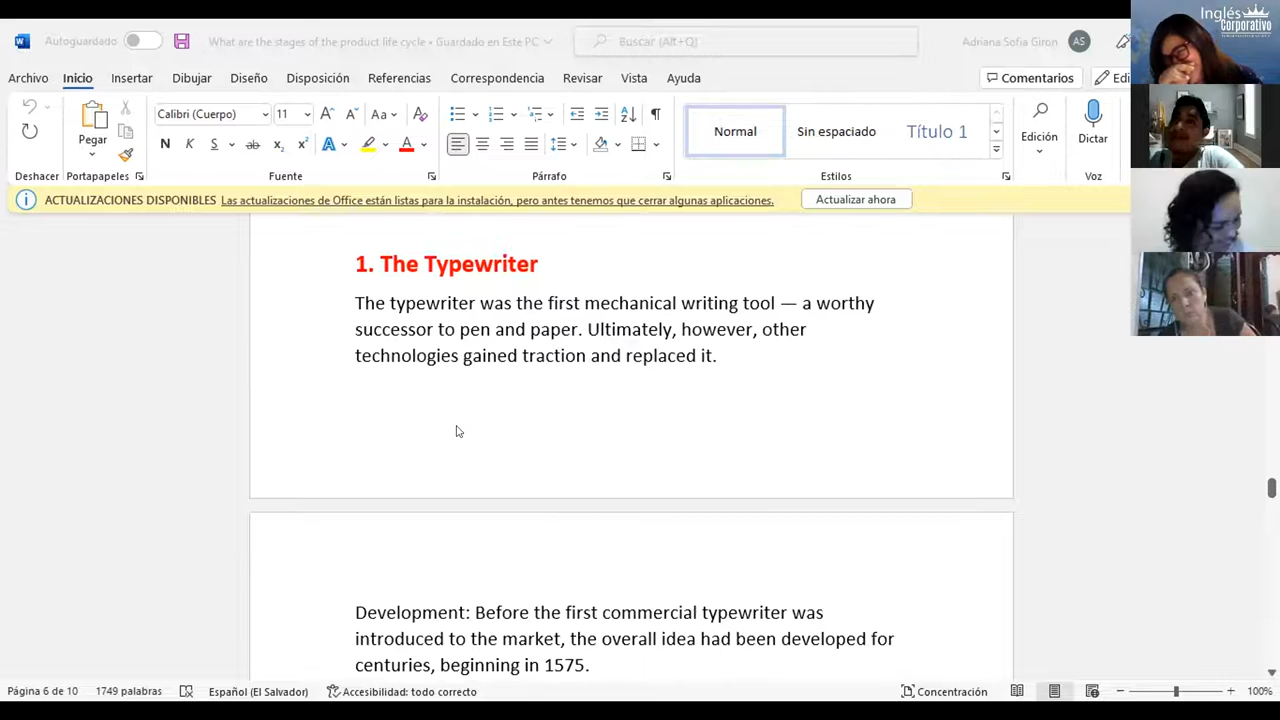 Inglés
Corporativo
Autoguardado
What are the stages of the product life cycle • Guardado en Este PC
Buscar (Alt+Q)
Adriana Sofia Giron
AS
Archivo
Inicio
Insertar
Dibujar
Diseño
Disposición
Referencias
Correspondencia
Revisar
Vista
Ayuda
Comentarios
Edi
Pegar
Calibri (Cuerpo)
11
Aa
N K S ab x₂ x²
Normal
Sin espaciado
Título 1
Edición
Dictar
Deshacer
Portapapeles
Fuente
Párrafo
Estilos
Voz
ACTUALIZACIONES DISPONIBLES Las actualizaciones de Office están listas para la instalación, pero antes tenemos que cerrar algunas aplicaciones.
Actualizar ahora
1. The Typewriter
The typewriter was the first mechanical writing tool — a worthy
successor to pen and paper. Ultimately, however, other
technologies gained traction and replaced it.
Development: Before the first commercial typewriter was
introduced to the market, the overall idea had been developed for
centuries, beginning in 1575.
Página 6 de 10
1749 palabras
Español (El Salvador)
Accesibilidad: todo correcto
Concentración
100%